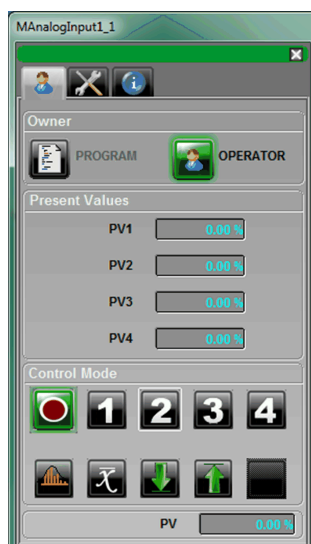 MAnalogInput1_1
Owner
PROGRAM
OPERATOR
Present Values
PV1 0.00 %
PV2 0.00 %
PV3 0.00 %
PV4 0.00 %
Control Mode
1 2 3 4
x̄
PV 0.00 %